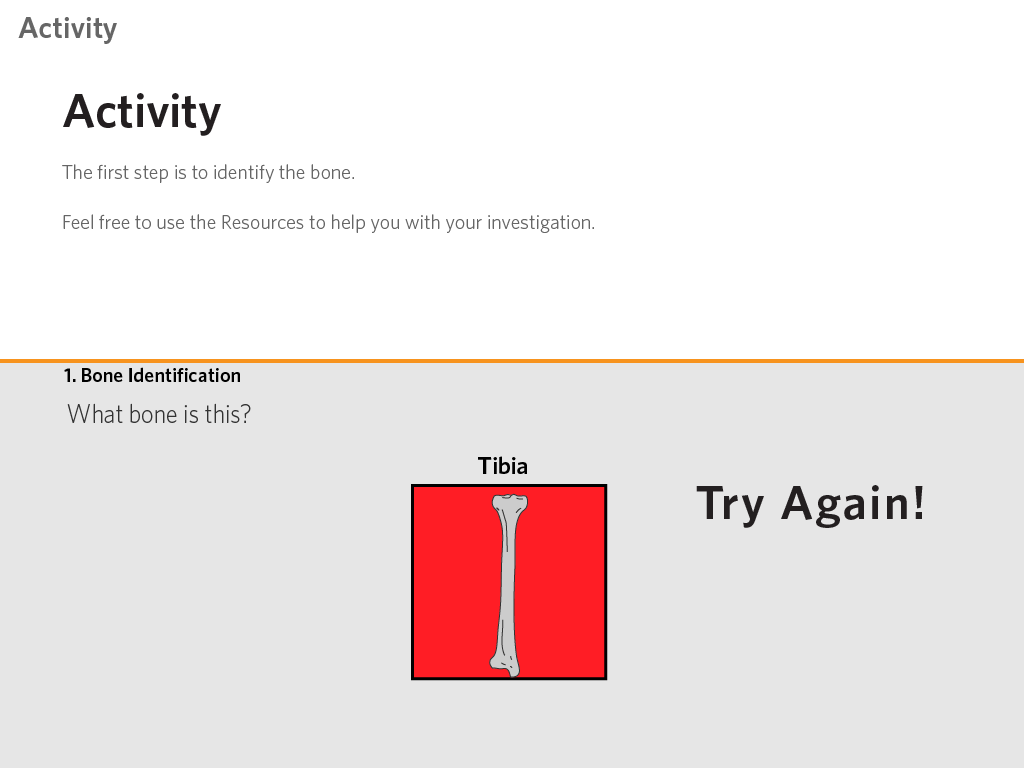 Activity
Activity
The first step is to identify the bone.
Feel free to use the Resources to help you with your investigation.
1. Bone Identification
What bone is this?
Tibia
Try Again!